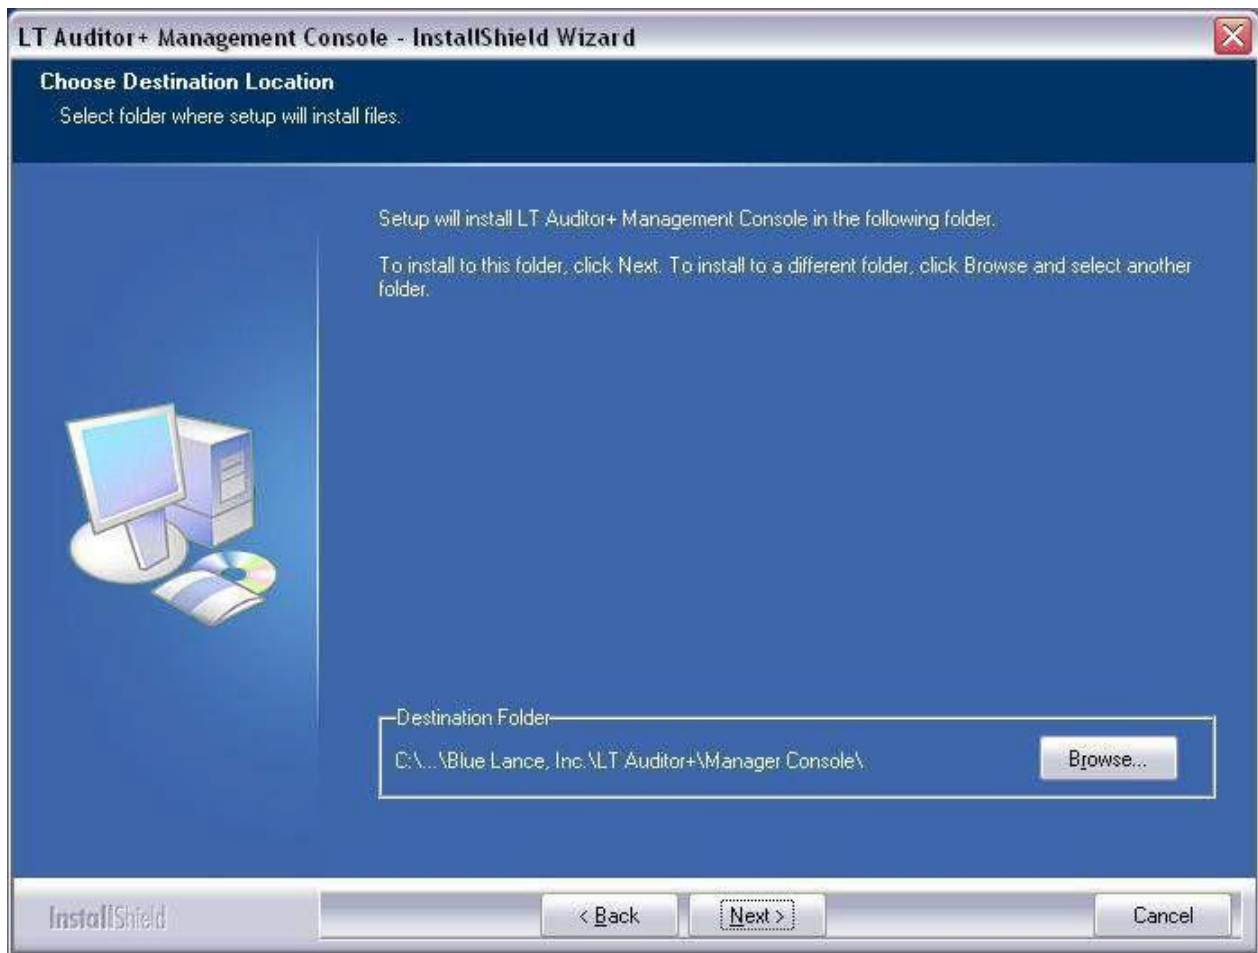 LT Auditor+ Management Console - InstallShield Wizard
Choose Destination Location
Select folder where setup will install files.
Setup will install LT Auditor+ Management Console in the following folder.
To install to this folder, click Next. To install to a different folder, click Browse and select another
folder.
Destination Folder
C:\...\Blue Lance, Inc.\LT Auditor+\Manager Console\
Browse...
InstallShield
< Back
Next >
Cancel